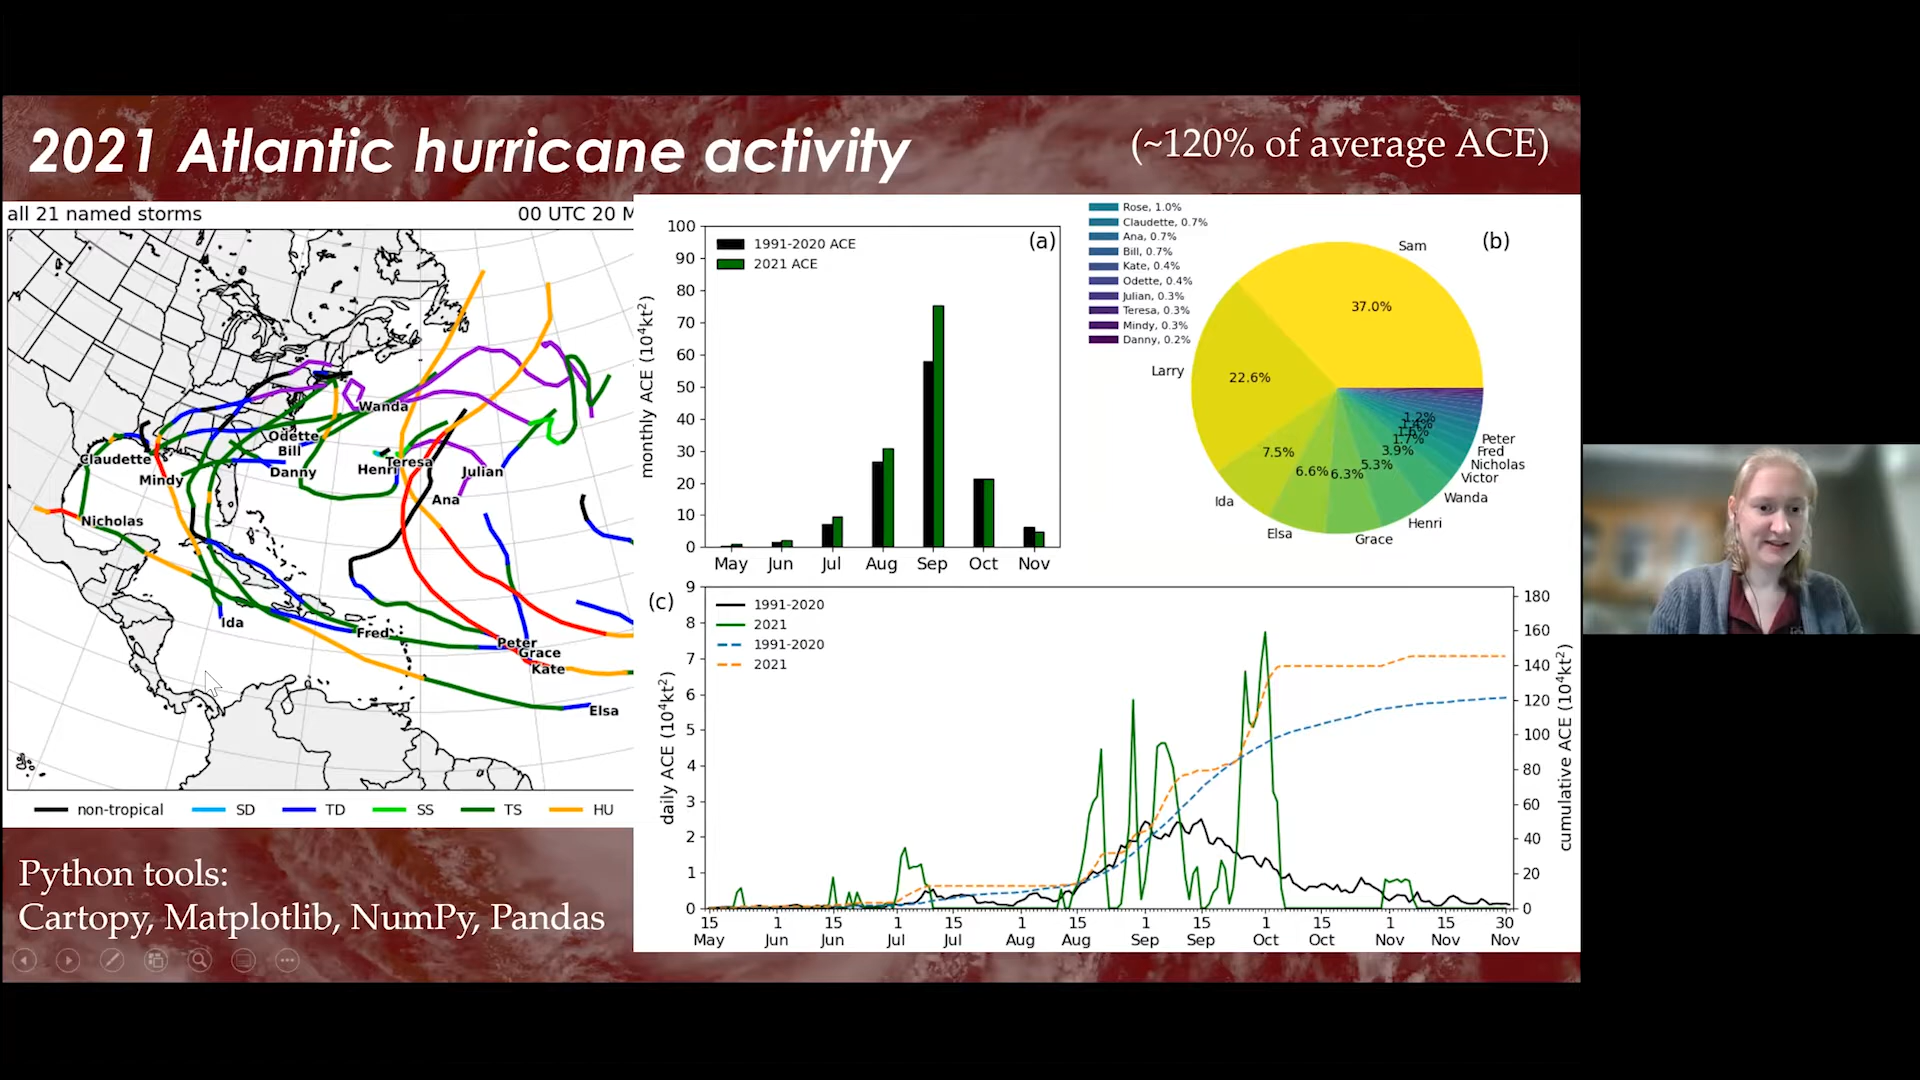 2021 Atlantic hurricane activity
(~120% of average ACE)
all 21 named storms
00 UTC 20
Wanda
Odette
Bill
Claudette
Danny
Henri
Teresa
Julian
Mindy
Ana
Nicholas
Ida
Fred
Peter
Grace
Kate
Elsa
non-tropical
SD
TD
SS
TS
HU
Python tools:
Cartopy, Matplotlib, NumPy, Pandas
(a)
1991-2020 ACE
2021 ACE
monthly ACE (10⁴kt²)
100
90
80
70
60
50
40
30
20
10
0
May Jun Jul Aug Sep Oct Nov
(b)
Rose, 1.0%
Claudette, 0.7%
Ana, 0.7%
Bill, 0.7%
Kate, 0.4%
Odette, 0.4%
Julian, 0.3%
Teresa, 0.3%
Mindy, 0.3%
Danny, 0.2%
Sam
37.0%
Larry
22.6%
Ida
7.5%
Elsa
6.6%
Grace
6.3%
Henri
5.3%
Wanda
3.9%
Victor
1.7%
Nicholas
Fred
Peter
1.2%
(c)
1991-2020
2021
1991-2020
2021
daily ACE (10⁴kt²)
9
8
7
6
5
4
3
2
1
0
cumulative ACE (10⁴kt²)
180
160
140
120
100
80
60
40
20
0
15 1 15 1 15 1 15 1 15 1 15 1 15 30
May Jun Jun Jul Jul Aug Aug Sep Sep Oct Oct Nov Nov Nov